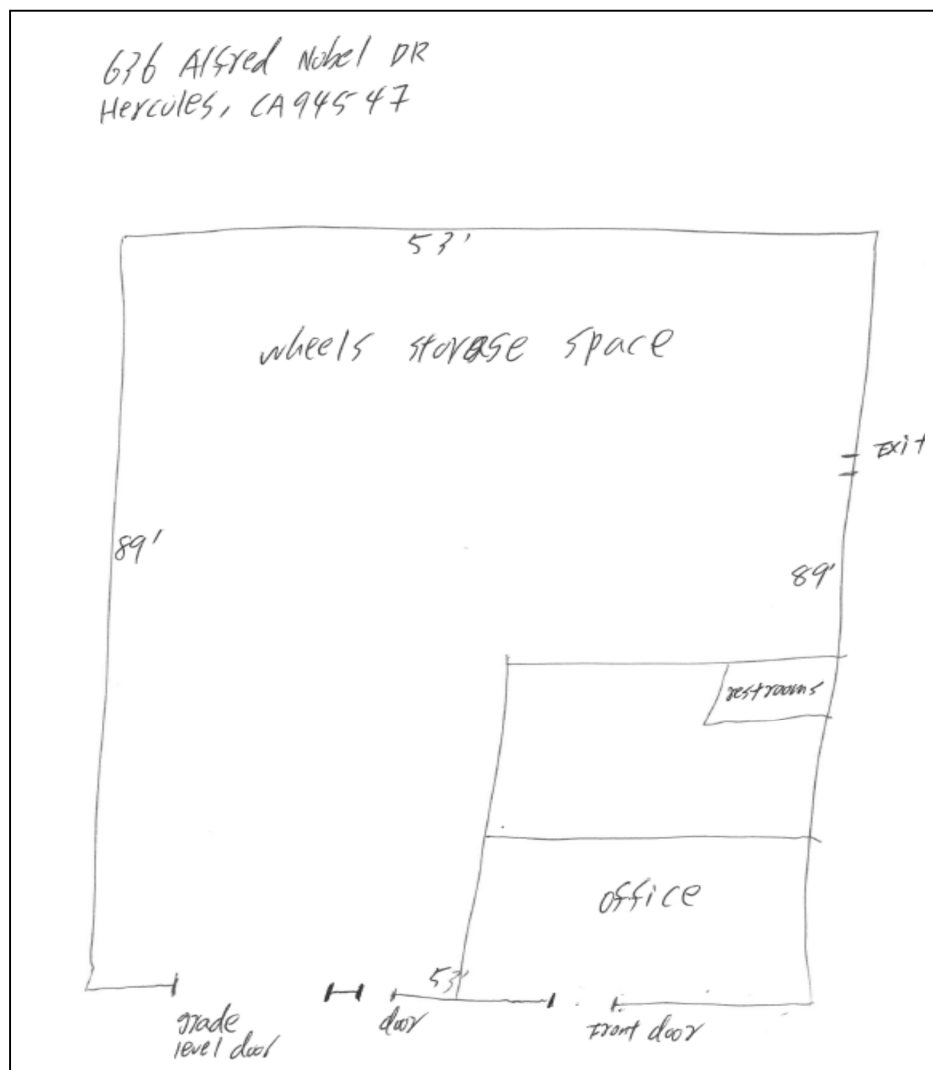 636 Alfred Nobel DR
Hercules, CA 94547
53'
wheels storage space
Exit
89'
89'
restrooms
office
53'
grade
level door
door
Front door